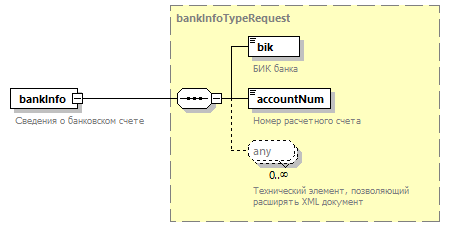 bankInfoTypeRequest
bik
БИК банка
bankInfo
Сведения о банковском счете
accountNum
Номер расчетного счета
any
0..∞
Технический элемент, позволяющий
расширять XML документ